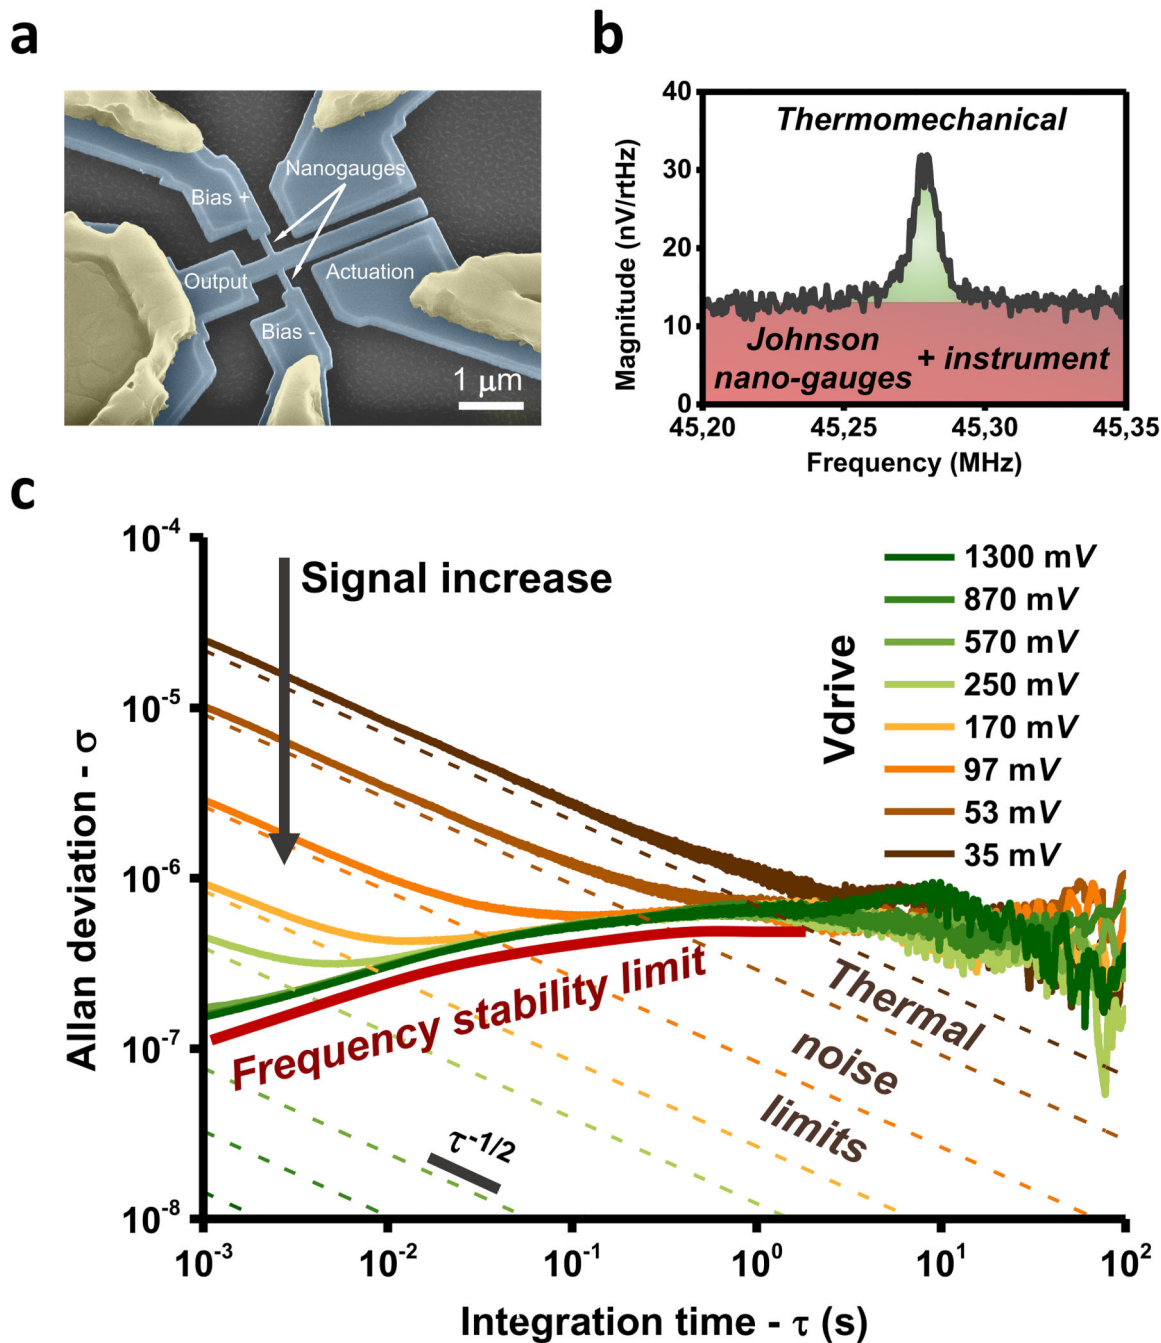 a
Nanogauges
Bias +
Output
Actuation
Bias -
1 μm
b
Magnitude (nV/rtHz)
40
30
20
10
0
Thermomechanical
Johnson
nano-gauges + instrument
45,20 45,25 45,30 45,35
Frequency (MHz)
c
Allan deviation - σ
10^-4
10^-5
10^-6
10^-7
10^-8
Signal increase
Vdrive
1300 mV
870 mV
570 mV
250 mV
170 mV
97 mV
53 mV
35 mV
Frequency stability limit
Thermal
noise
limits
τ^-1/2
10^-3 10^-2 10^-1 10^0 10^1 10^2
Integration time - τ (s)